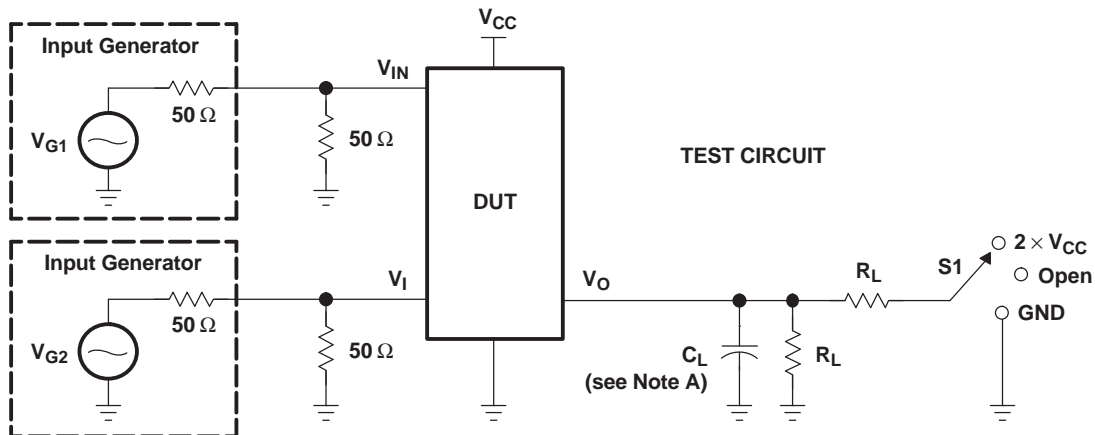 V_CC
Input Generator
V_IN
50 Ω
50 Ω
V_G1
TEST CIRCUIT
DUT
Input Generator
2 × V_CC
S1
V_I
V_O
R_L
Open
50 Ω
GND
50 Ω
V_G2
C_L
R_L
(see Note A)